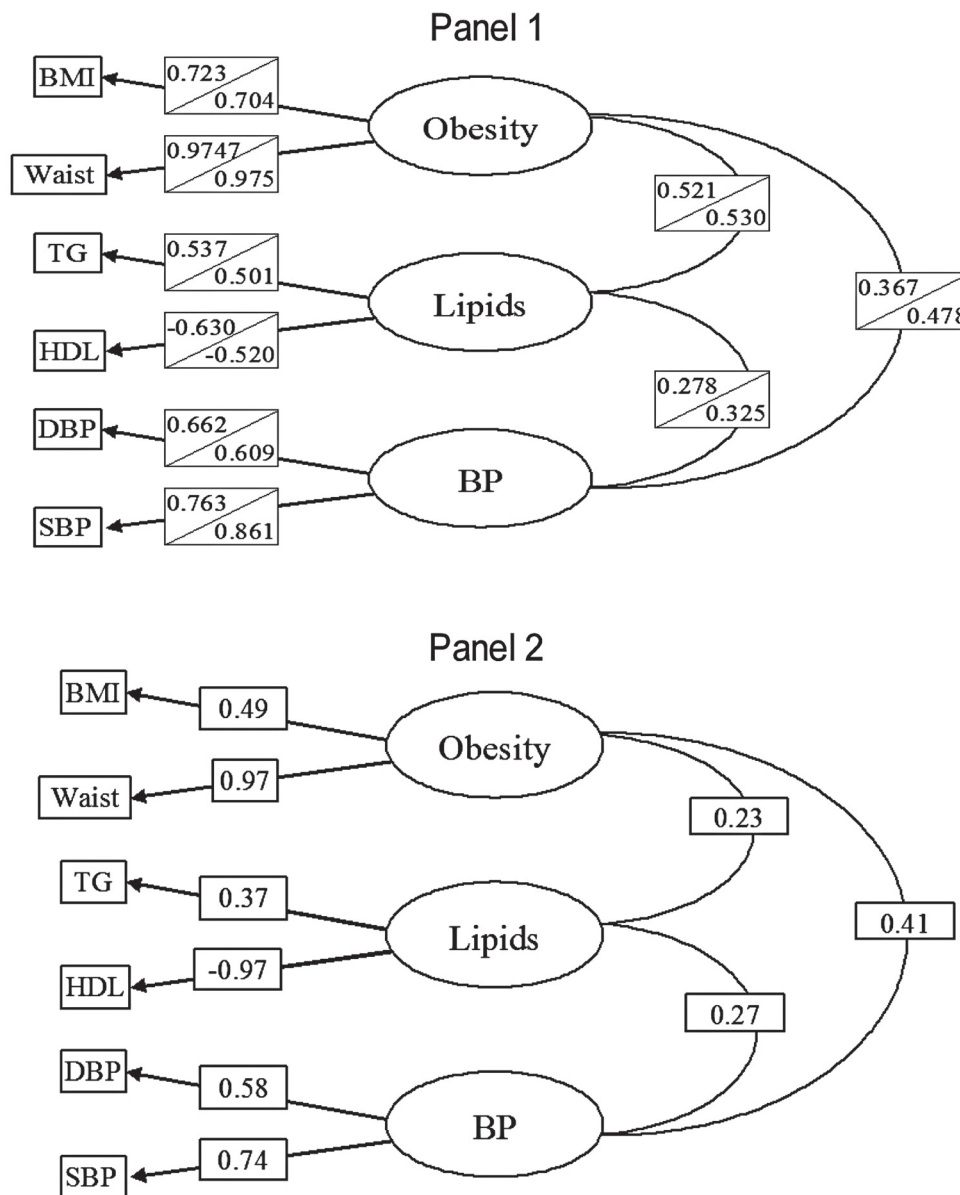 Panel 1
BMI
0.723
0.704
Obesity
Waist
0.9747
0.975
0.521
0.530
TG
0.537
0.501
Lipids
0.367
0.478
HDL
-0.630
-0.520
DBP
0.662
0.609
0.278
0.325
BP
SBP
0.763
0.861
Panel 2
BMI
0.49
Obesity
Waist
0.97
0.23
TG
0.37
Lipids
0.41
HDL
-0.97
0.27
DBP
0.58
BP
SBP
0.74